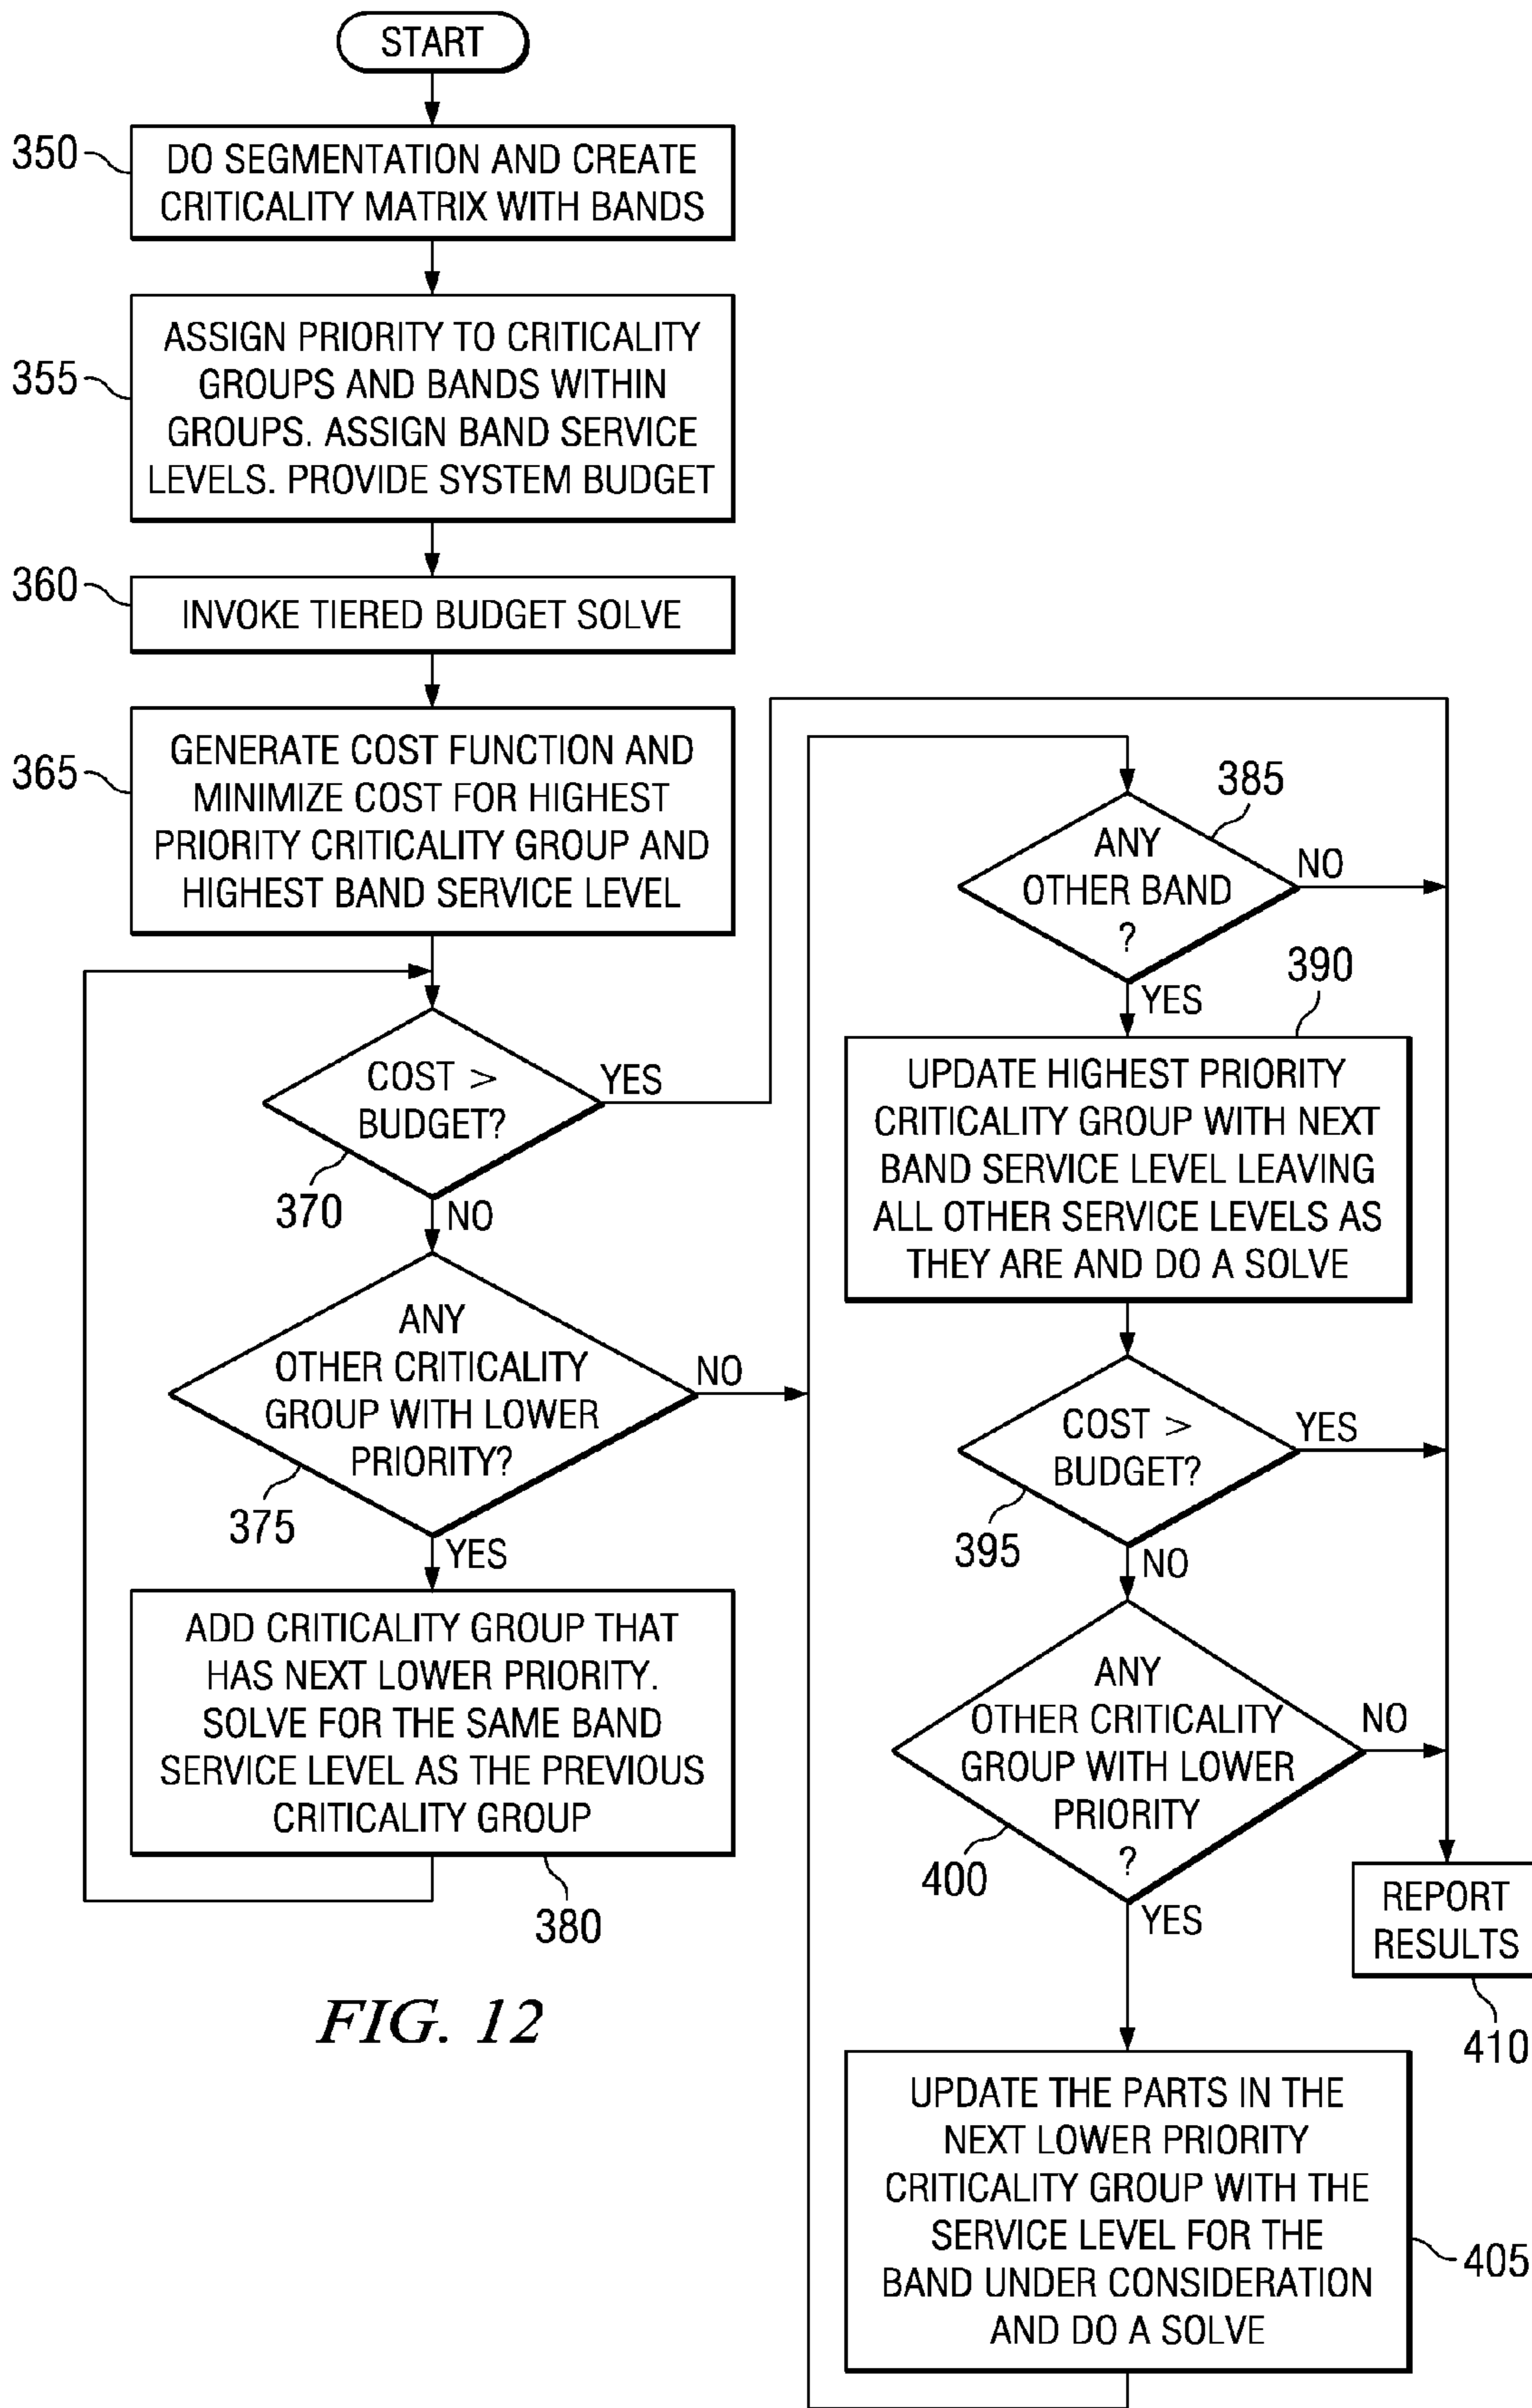 START
350
DO SEGMENTATION AND CREATE
CRITICALITY MATRIX WITH BANDS
355
ASSIGN PRIORITY TO CRITICALITY
GROUPS AND BANDS WITHIN
GROUPS. ASSIGN BAND SERVICE
LEVELS. PROVIDE SYSTEM BUDGET
360
INVOKE TIERED BUDGET SOLVE
365
GENERATE COST FUNCTION AND
MINIMIZE COST FOR HIGHEST
PRIORITY CRITICALITY GROUP AND
HIGHEST BAND SERVICE LEVEL
COST >
BUDGET?
YES
370
NO
ANY
OTHER CRITICALITY
GROUP WITH LOWER
PRIORITY?
NO
375
YES
ADD CRITICALITY GROUP THAT
HAS NEXT LOWER PRIORITY.
SOLVE FOR THE SAME BAND
SERVICE LEVEL AS THE PREVIOUS
CRITICALITY GROUP
380
385
ANY
OTHER BAND
?
NO
YES
390
UPDATE HIGHEST PRIORITY
CRITICALITY GROUP WITH NEXT
BAND SERVICE LEVEL LEAVING
ALL OTHER SERVICE LEVELS AS
THEY ARE AND DO A SOLVE
COST >
BUDGET?
YES
395
NO
ANY
OTHER CRITICALITY
GROUP WITH LOWER
PRIORITY
?
NO
400
YES
REPORT
RESULTS
410
UPDATE THE PARTS IN THE
NEXT LOWER PRIORITY
CRITICALITY GROUP WITH THE
SERVICE LEVEL FOR THE
BAND UNDER CONSIDERATION
AND DO A SOLVE
405
FIG. 12